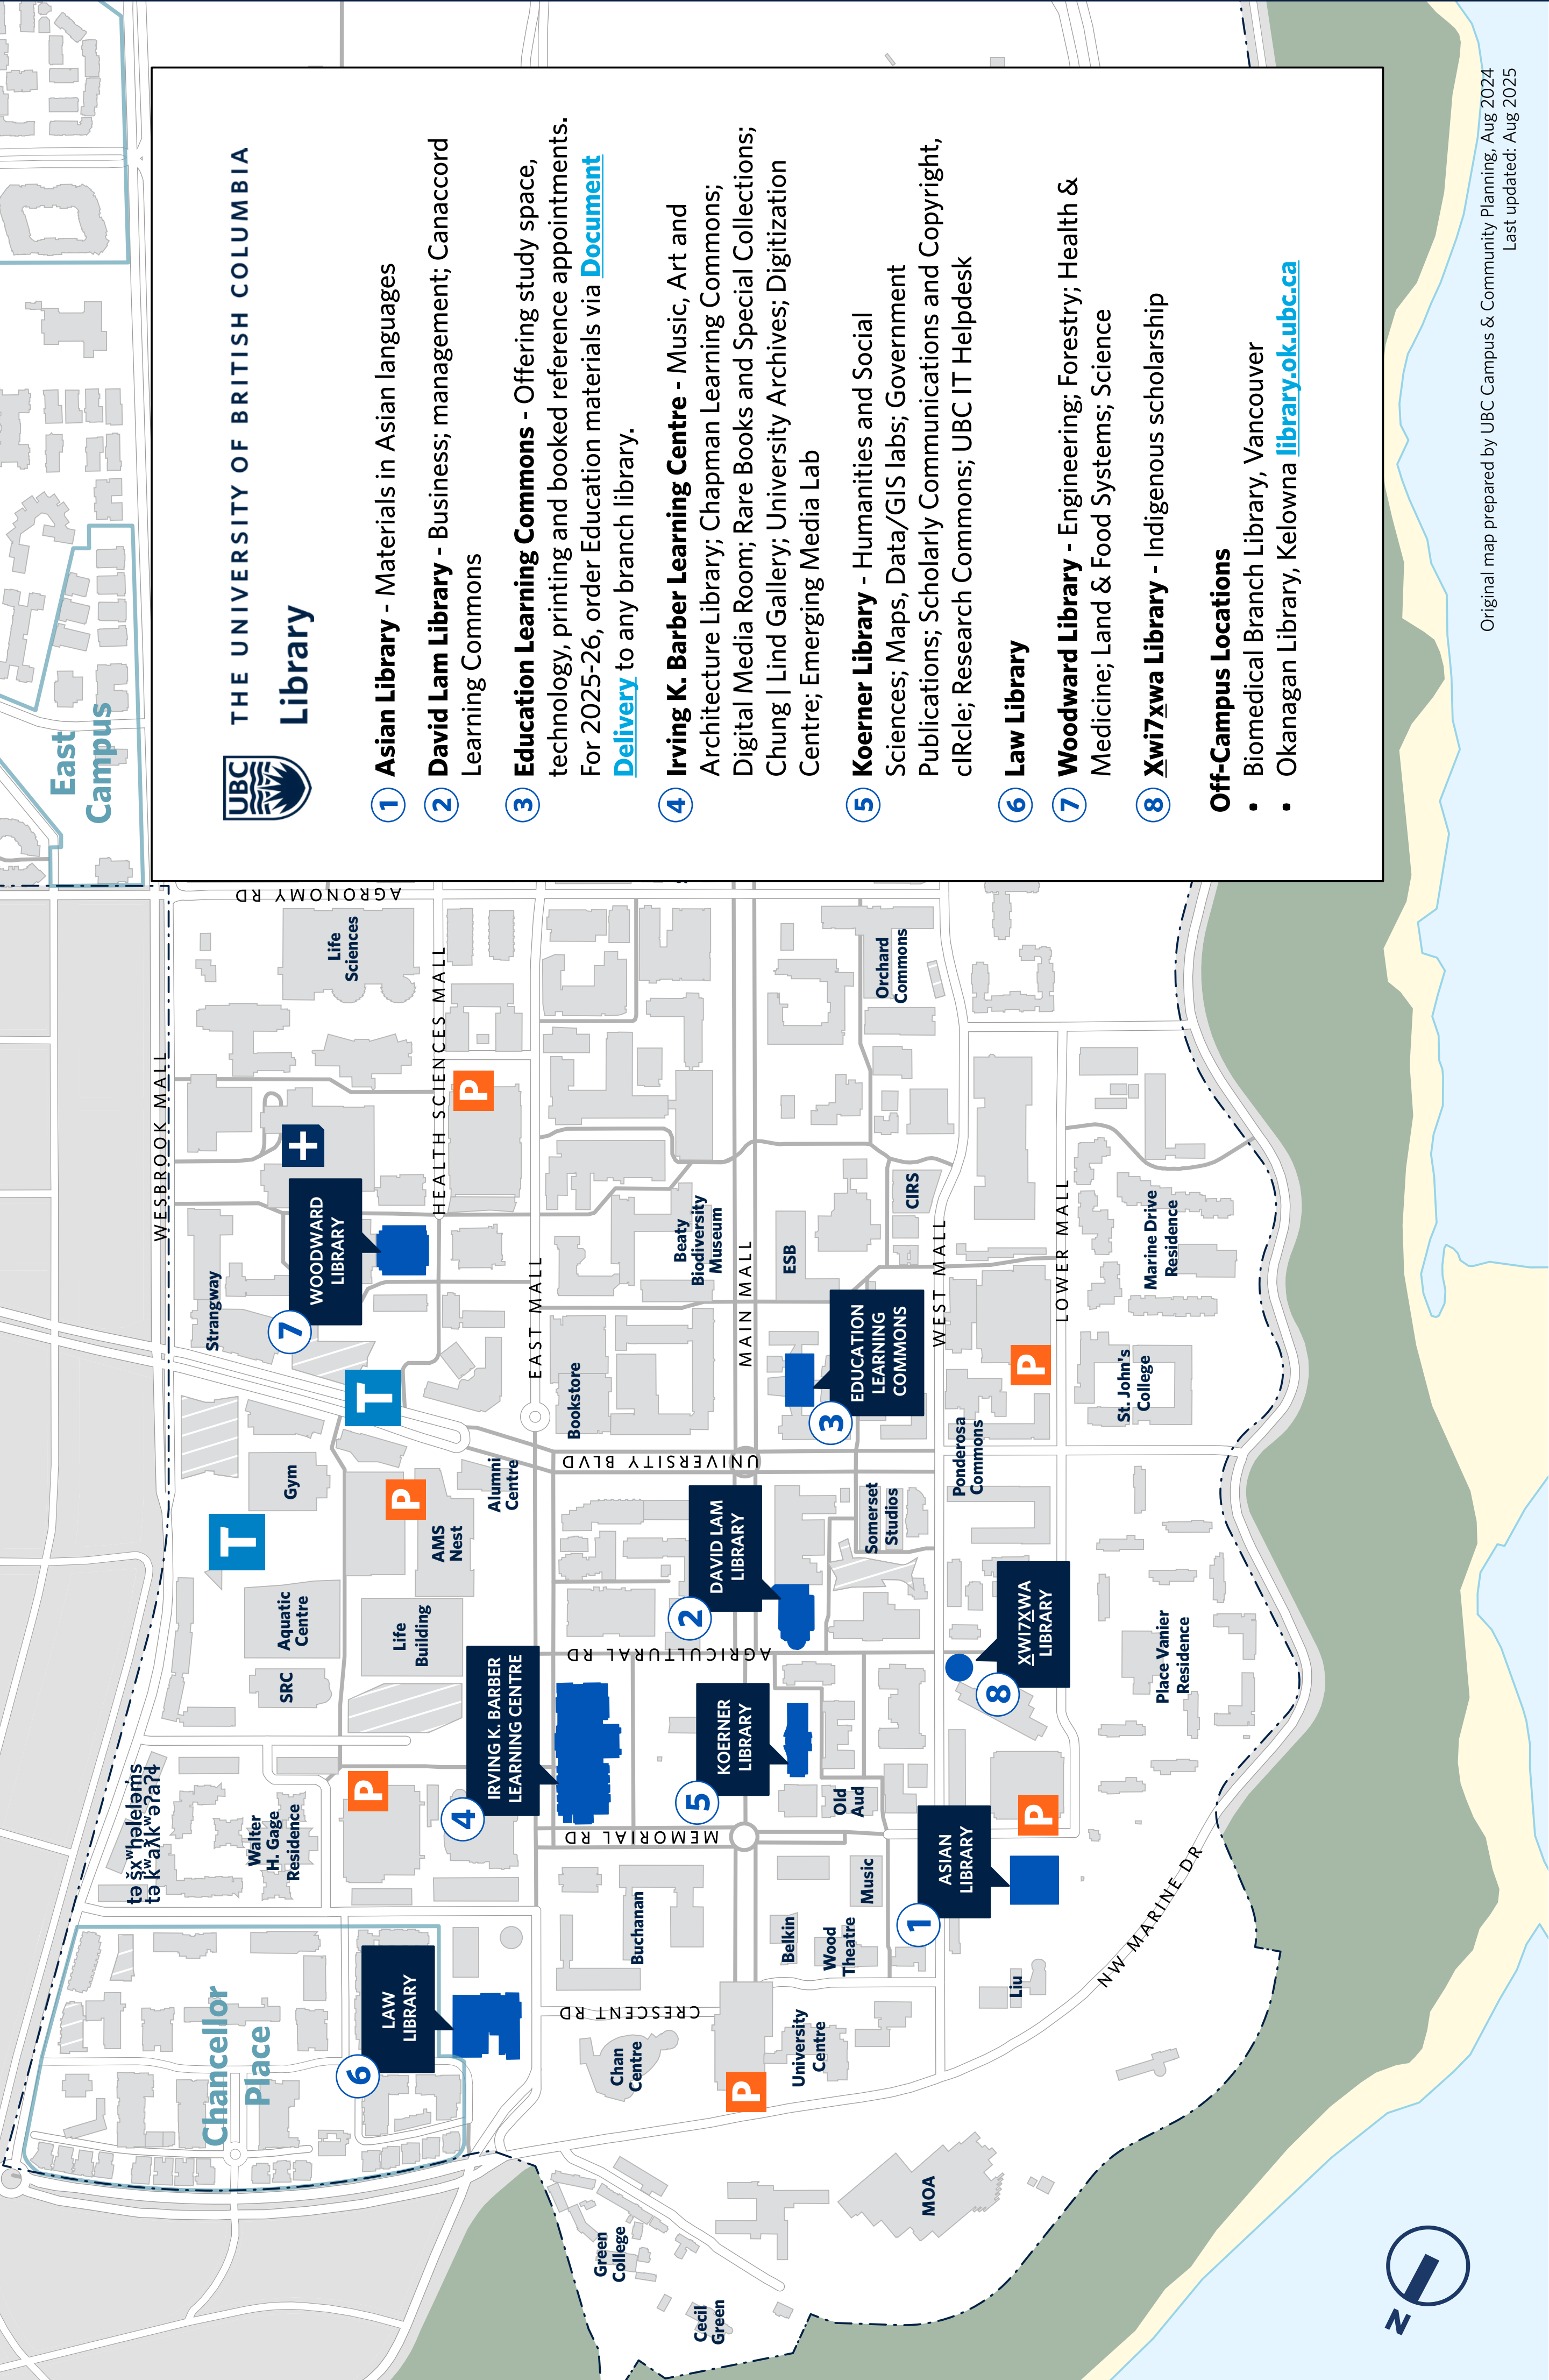 UBC
THE UNIVERSITY OF BRITISH COLUMBIA
Library
1 Asian Library - Materials in Asian languages
2 David Lam Library - Business; management; Canaccord
Learning Commons
3 Education Learning Commons - Offering study space,
technology, printing and booked reference appointments.
For 2025-26, order Education materials via Document
Delivery to any branch library.
4 Irving K. Barber Learning Centre - Music, Art and
Architecture Library; Chapman Learning Commons;
Digital Media Room; Rare Books and Special Collections;
Chung | Lind Gallery; University Archives; Digitization
Centre; Emerging Media Lab
5 Koerner Library - Humanities and Social
Sciences; Maps, Data/GIS labs; Government
Publications; Scholarly Communications and Copyright,
cIRcle; Research Commons; UBC IT Helpdesk
6 Law Library
7 Woodward Library - Engineering; Forestry; Health &
Medicine; Land & Food Systems; Science
8 X̲wi7x̲wa Library - Indigenous scholarship
Off-Campus Locations
• Biomedical Branch Library, Vancouver
• Okanagan Library, Kelowna library.ok.ubc.ca
Original map prepared by UBC Campus & Community Planning, Aug 2024
Last updated: Aug 2025
East
Campus
Chancellor
Place
WESBROOK MALL
HEALTH SCIENCES MALL
EAST MALL
MAIN MALL
WEST MALL
LOWER MALL
NW MARINE DR
AGRONOMY RD
UNIVERSITY BLVD
AGRICULTURAL RD
MEMORIAL RD
CRESCENT RD
6
LAW
LIBRARY
4
IRVING K. BARBER
LEARNING CENTRE
5
KOERNER
LIBRARY
2
DAVID LAM
LIBRARY
7
WOODWARD
LIBRARY
3
EDUCATION
LEARNING
COMMONS
8
X̲WI7X̲WA
LIBRARY
1
ASIAN
LIBRARY
Walter
H. Gage
Residence
SRC
Aquatic
Centre
Gym
Strangway
Life
Sciences
Life
Building
AMS
Nest
Alumni
Centre
Bookstore
Beaty
Biodiversity
Museum
ESB
CIRS
Orchard
Commons
Buchanan
Chan
Centre
Green
College
Cecil
Green
University
Centre
Belkin
Wood
Theatre
Music
Old
Aud
Somerset
Studios
Ponderosa
Commons
St. John's
College
Marine Drive
Residence
Place Vanier
Residence
Liu
MOA
T
T
P
P
P
P
P
P
N